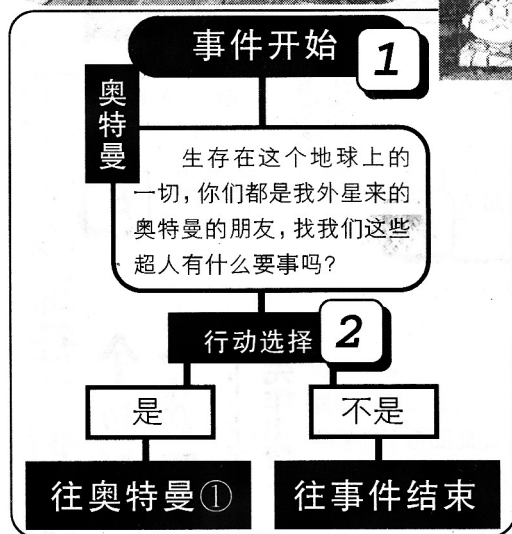 事件开始 1
奥特曼
生存在这个地球上的
一切，你们都是我外星来的
奥特曼的朋友，找我们这些
超人有什么要事吗？
行动选择 2
是
不是
往奥特曼①
往事件结束